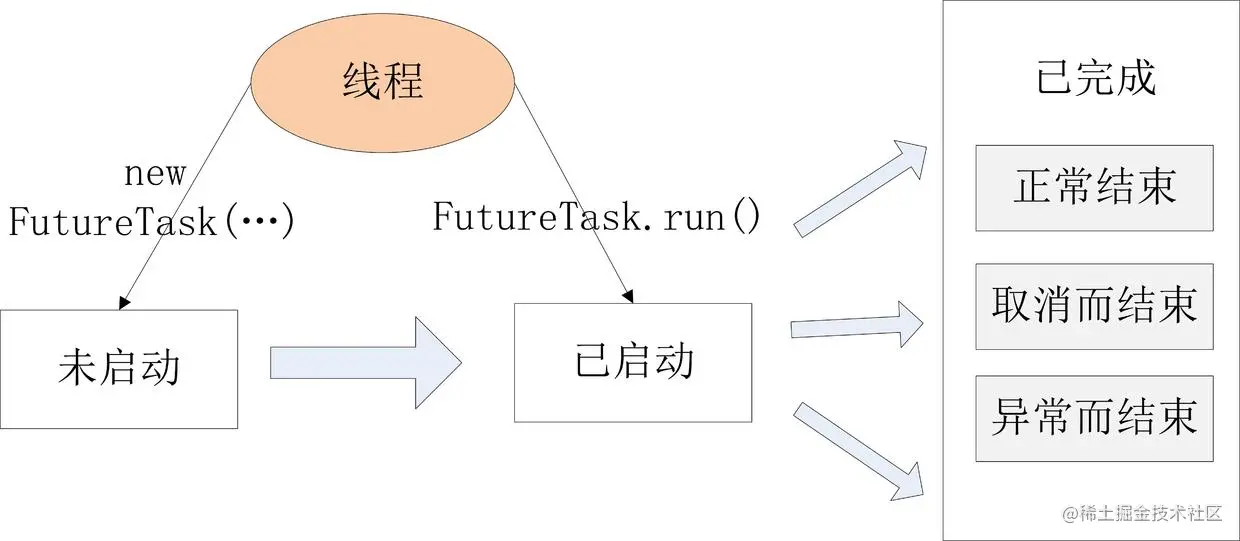 线程
new
FutureTask(…)
FutureTask.run()
未启动
已启动
已完成
正常结束
取消而结束
异常而结束
@稀土掘金技术社区